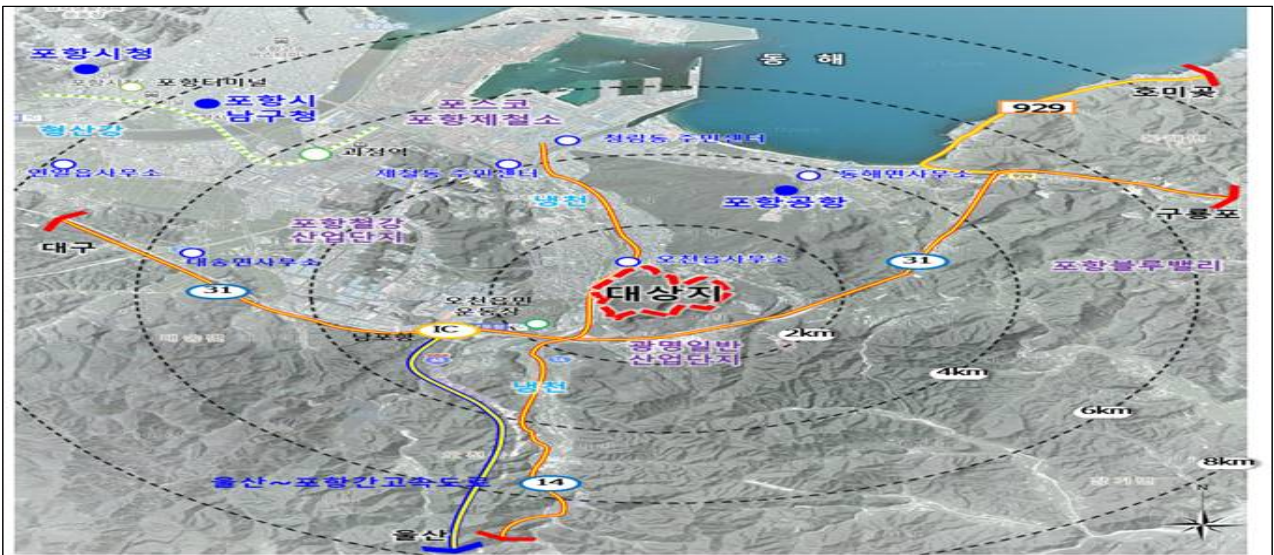 동 해
포항시청
포항터미널
호미곶
포항시
남구청
포스코
포항제철소
929
형산강
청림동 주민센터
괴정역
연일읍사무소
제철동 주민센터
동해면사무소
냉천
포항공항
구룡포
포항철강
산업단지
대구
대송면사무소
오천읍사무소
31
포항블루밸리
31
대상지
오천읍민
운동장
IC
남포항
2km
광명일반
산업단지
냉천
4km
6km
8km
울산~포항간고속도로
14
울산
N